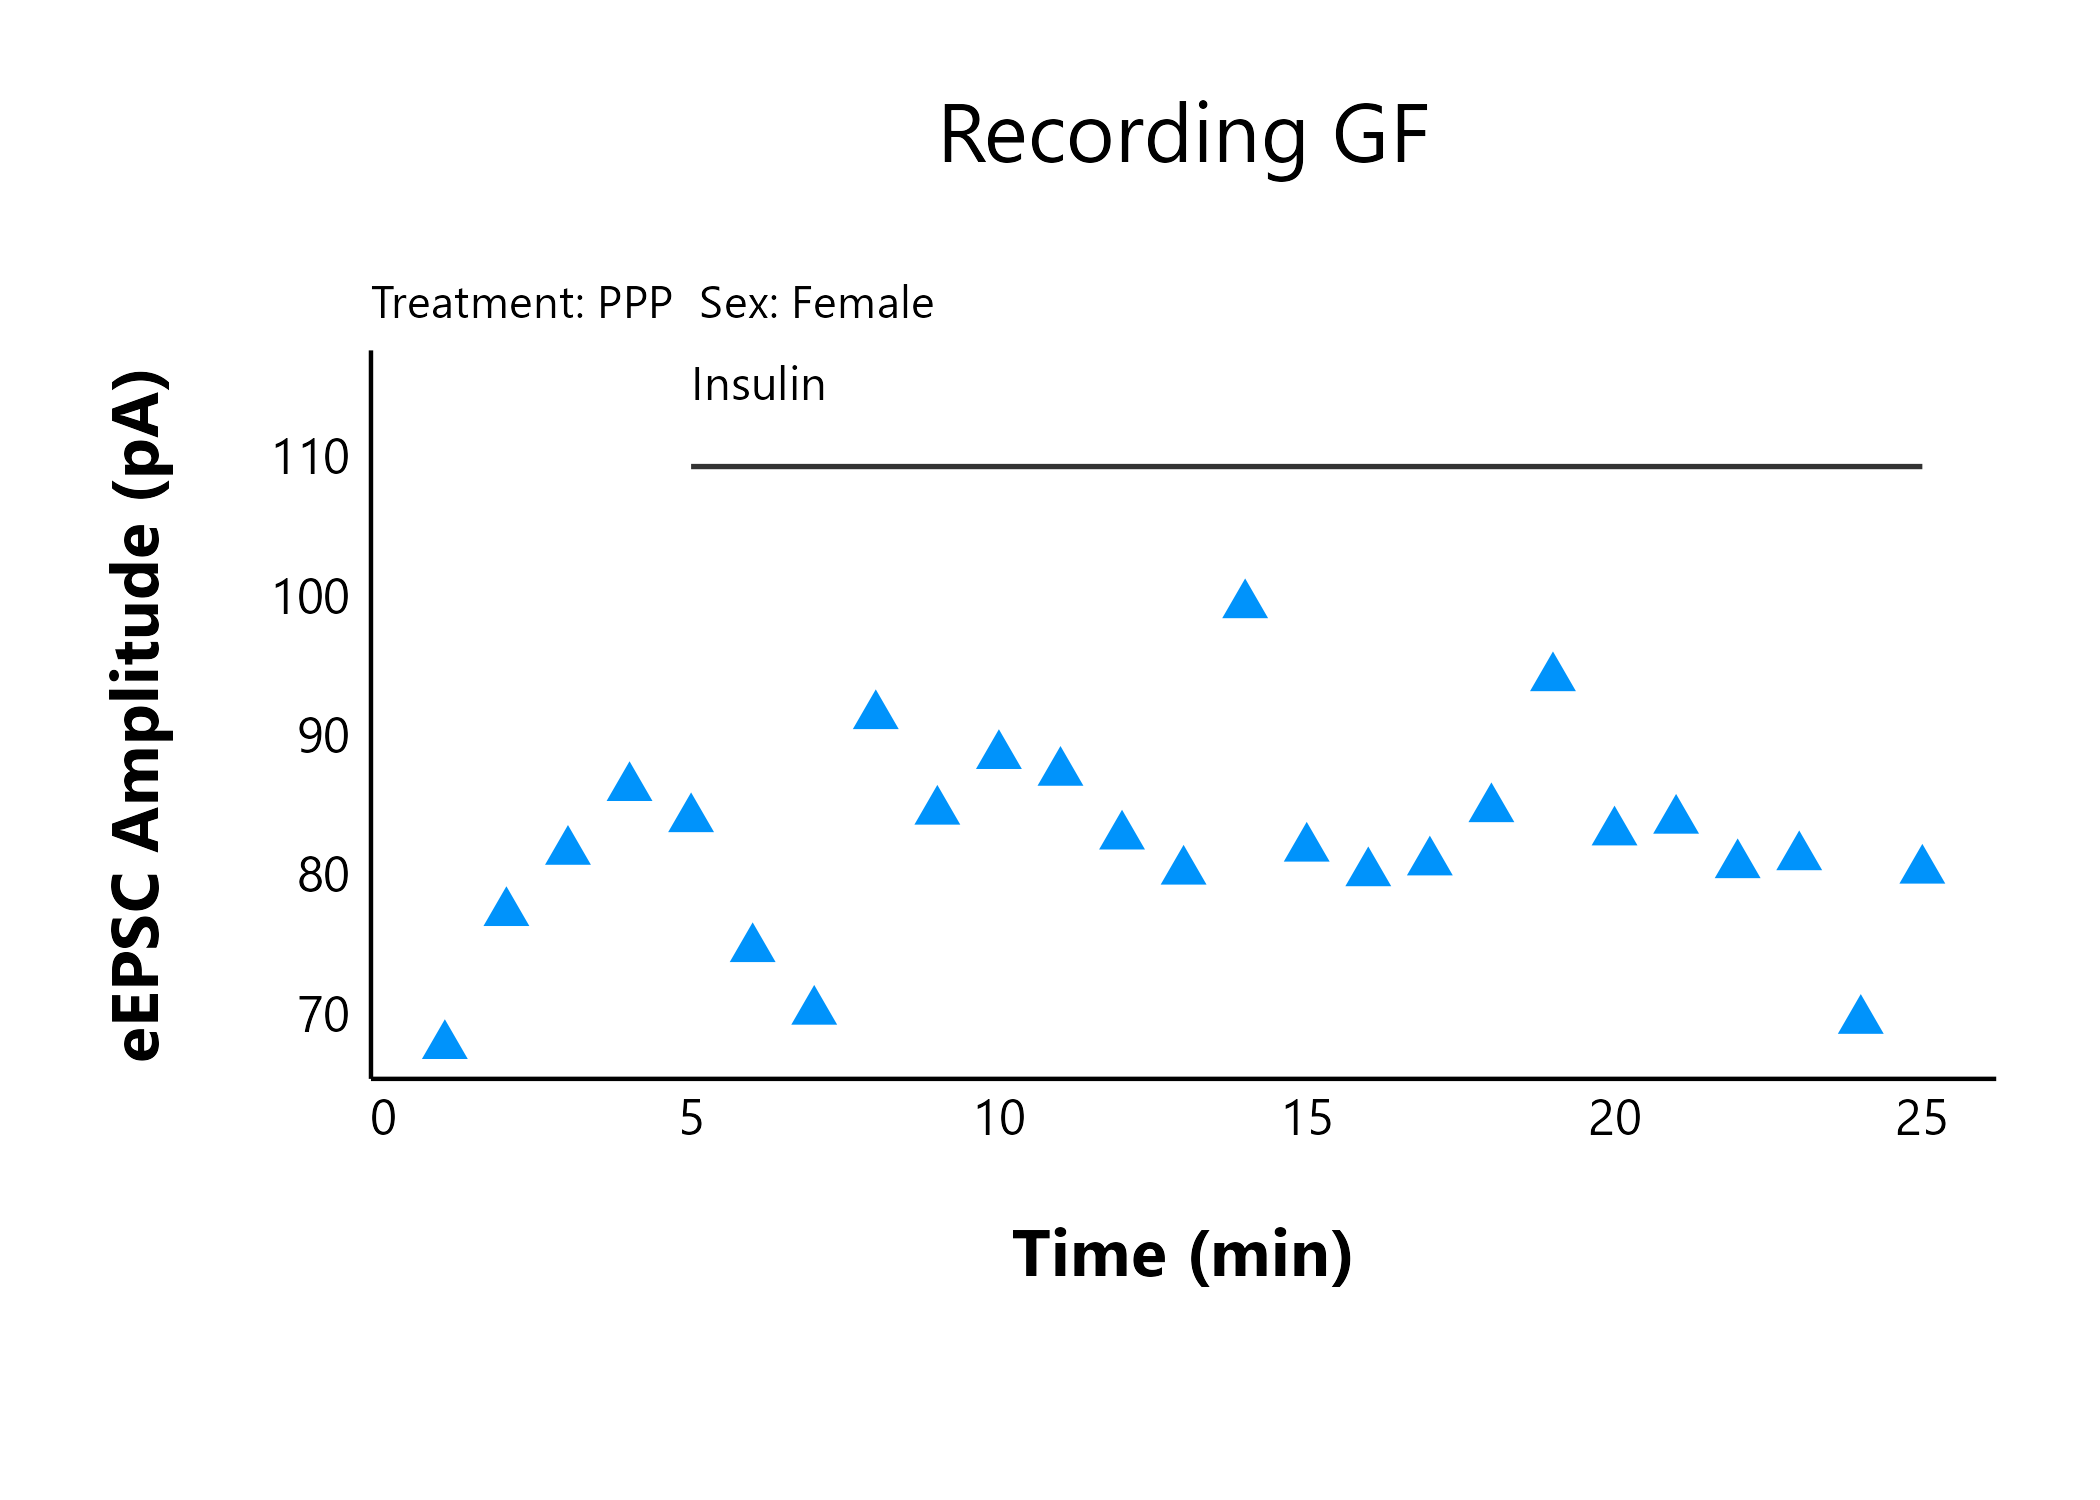 Recording GF
Treatment: PPP  Sex: Female
Insulin
eEPSC Amplitude (pA)
110
100
90
80
70
0 5 10 15 20 25
Time (min)